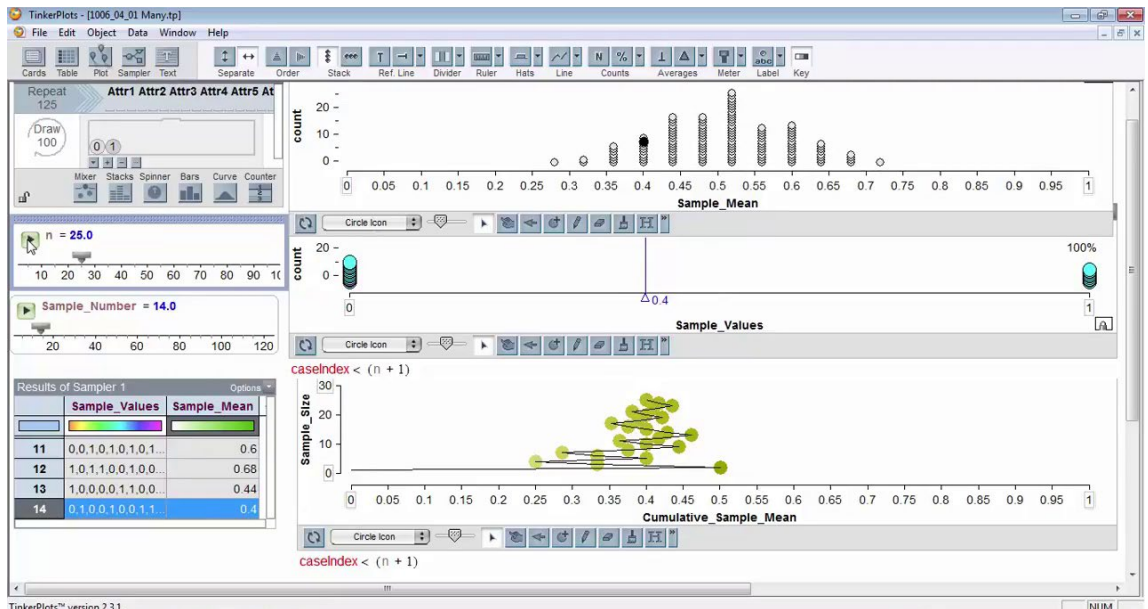 TinkerPlots - [1006_04_01 Many.tp]
File Edit Object Data Window Help
Cards Table Plot Sampler Text Separate Order Stack Ref. Line Divider Ruler Hats Line Counts Averages Meter Label Key
Repeat
125
Attr1 Attr2 Attr3 Attr4 Attr5 At
Draw
100
0 1
Mixer Stacks Spinner Bars Curve Counter
n = 25.0
10 20 30 40 50 60 70 80 90 10
Sample_Number = 14.0
20 40 60 80 100 120
Results of Sampler 1 Options
Sample_Values Sample_Mean
11 0,0,1,0,1,0,1,0,1... 0.6
12 1,0,1,1,0,0,1,0,0... 0.68
13 1,0,0,0,0,1,1,0,0... 0.44
14 0,1,0,0,1,0,0,1,1... 0.4
count
20
10
0
0 0.05 0.1 0.15 0.2 0.25 0.3 0.35 0.4 0.45 0.5 0.55 0.6 0.65 0.7 0.75 0.8 0.85 0.9 0.95 1
Sample_Mean
Circle Icon
count
20
0
100%
0.4
0 1
Sample_Values
Circle Icon
caseIndex < (n + 1)
Sample_Size
30
20
10
0
0 0.05 0.1 0.15 0.2 0.25 0.3 0.35 0.4 0.45 0.5 0.55 0.6 0.65 0.7 0.75 0.8 0.85 0.9 0.95 1
Cumulative_Sample_Mean
Circle Icon
caseIndex < (n + 1)
TinkerPlots™ version 2.3.1 NUM